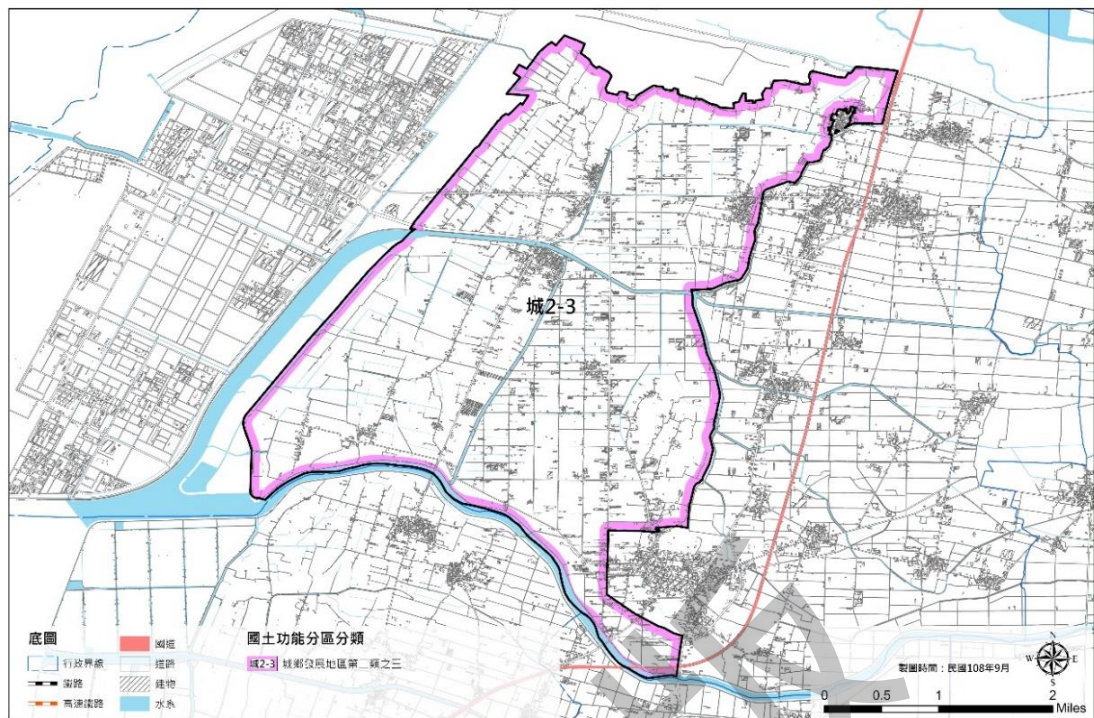 城2-3
底圖
行政界線
鐵路
高速鐵路
國道
道路
建物
水系
國土功能分區分類
城2-3 城鄉發展地區第二類之三
製圖時間：民國108年9月
N
W E
S
0 0.5 1 2
Miles